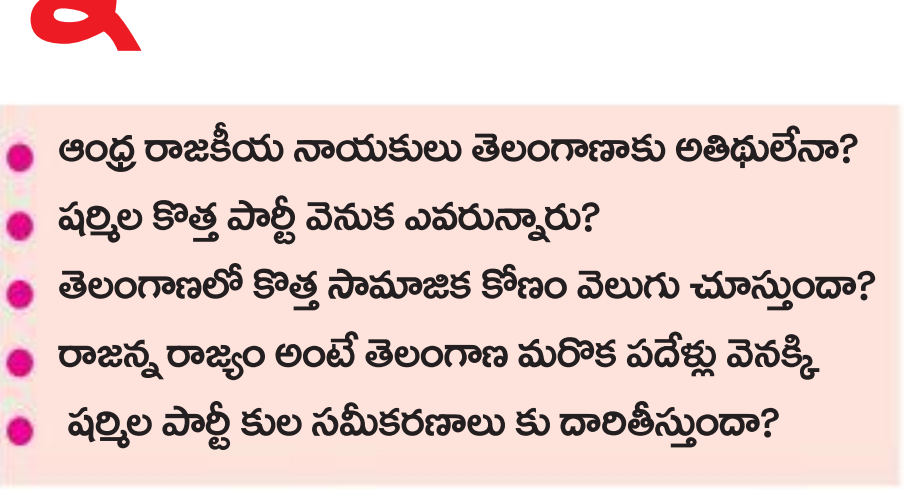 ఆంధ్ర రాజకీయ నాయకులు తెలంగాణాకు అతిథులేనా?
షర్మిల కొత్త పార్టీ వెనుక ఎవరున్నారు?
తెలంగాణలో కొత్త సామాజిక కోణం వెలుగు చూస్తుందా?
రాజన్న రాజ్యం అంటే తెలంగాణ మరొక పదేళ్లు వెనక్కి
షర్మిల పార్టీ కుల సమీకరణాలు కు దారితీస్తుందా?